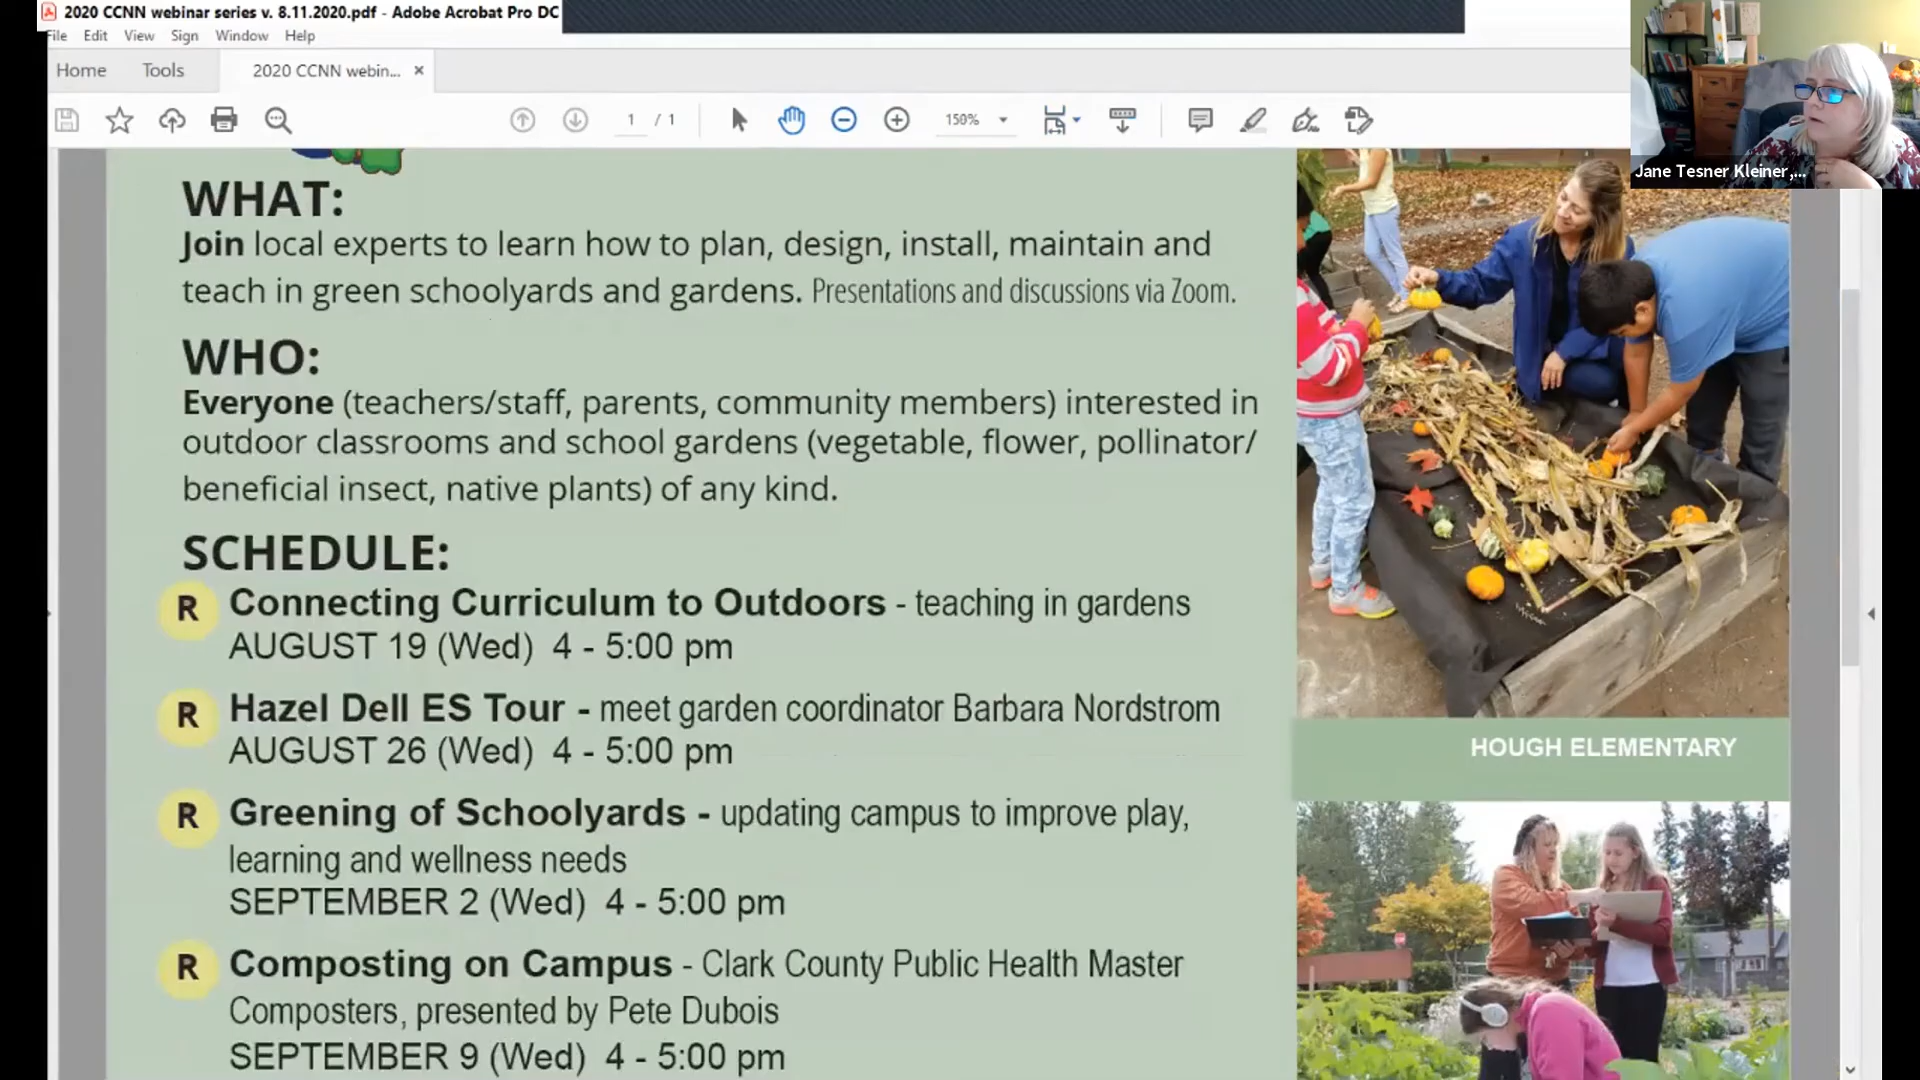 2020 CCNN webinar series v. 8.11.2020.pdf - Adobe Acrobat Pro DC
File Edit View Sign Window Help
Home Tools 2020 CCNN webin... ×
1 / 1 150%
Jane Tesner Kleiner,...
WHAT:
Join local experts to learn how to plan, design, install, maintain and
teach in green schoolyards and gardens. Presentations and discussions via Zoom.
WHO:
Everyone (teachers/staff, parents, community members) interested in
outdoor classrooms and school gardens (vegetable, flower, pollinator/
beneficial insect, native plants) of any kind.
SCHEDULE:
R Connecting Curriculum to Outdoors - teaching in gardens
AUGUST 19 (Wed) 4 - 5:00 pm
R Hazel Dell ES Tour - meet garden coordinator Barbara Nordstrom
AUGUST 26 (Wed) 4 - 5:00 pm
R Greening of Schoolyards - updating campus to improve play,
learning and wellness needs
SEPTEMBER 2 (Wed) 4 - 5:00 pm
R Composting on Campus - Clark County Public Health Master
Composters, presented by Pete Dubois
SEPTEMBER 9 (Wed) 4 - 5:00 pm
HOUGH ELEMENTARY